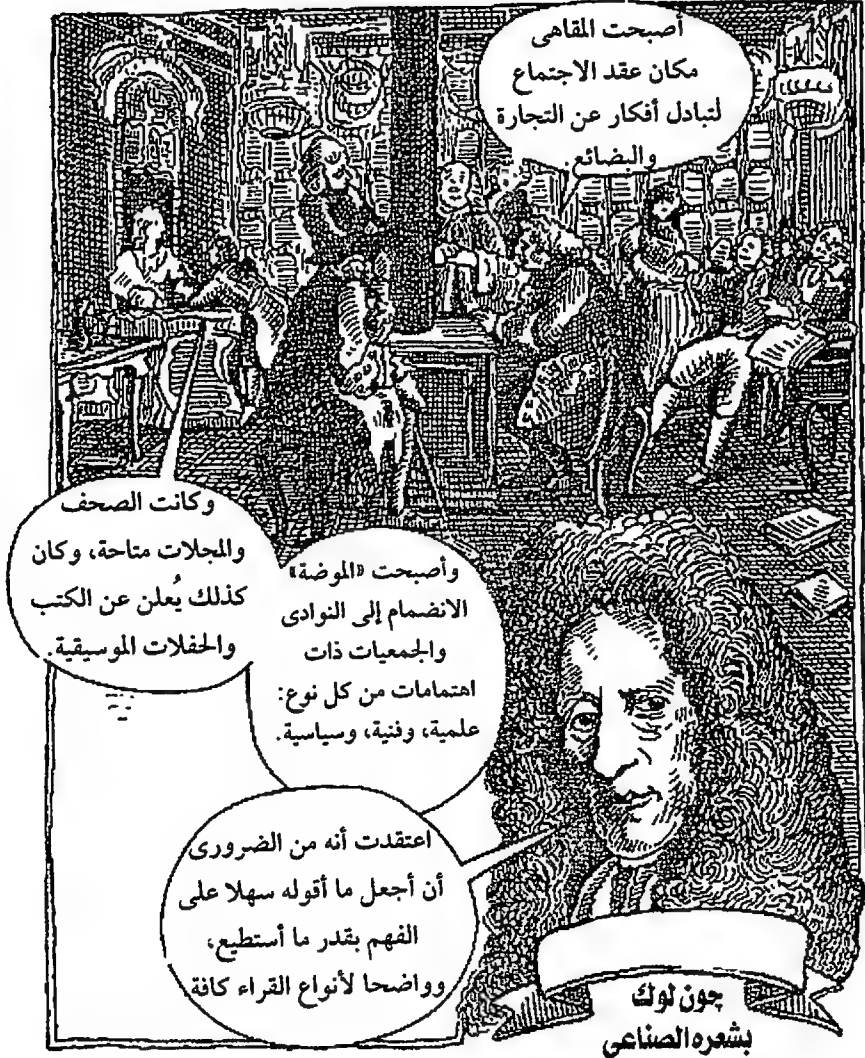 أصبحت المقاهى
مكان عقد الاجتماع
لتبادل أفكار عن التجارة
والبضائع.
وكانت الصحف
والمجلات متاحة، وكان
كذلك يُعلن عن الكتب
والحفلات الموسيقية.
وأصبحت «الموضة»
الانضمام إلى النوادى
والجمعيات ذات
اهتمامات من كل نوع:
علمية، وفنية، وسياسية.
اعتقدت أنه من الضرورى
أن أجعل ما أقوله سهلا على
الفهم بقدر ما أستطيع،
وواضحا لأنواع القراء كافة
چون لوك
بشعره الصناعى